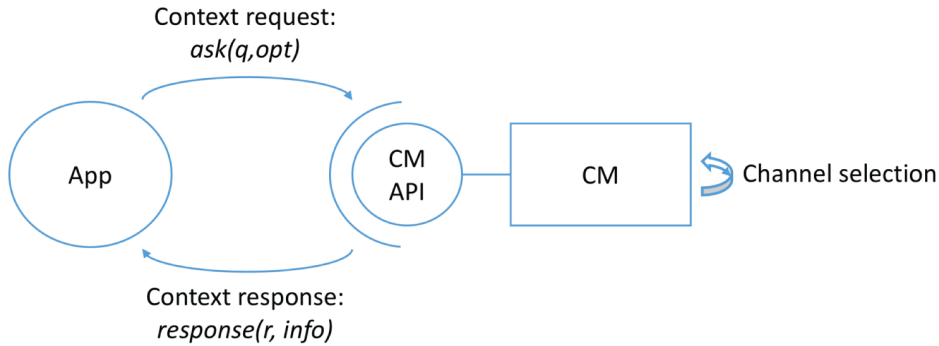 Context request:
ask(q,opt)
App
CM
API
CM
Channel selection
Context response:
response(r, info)